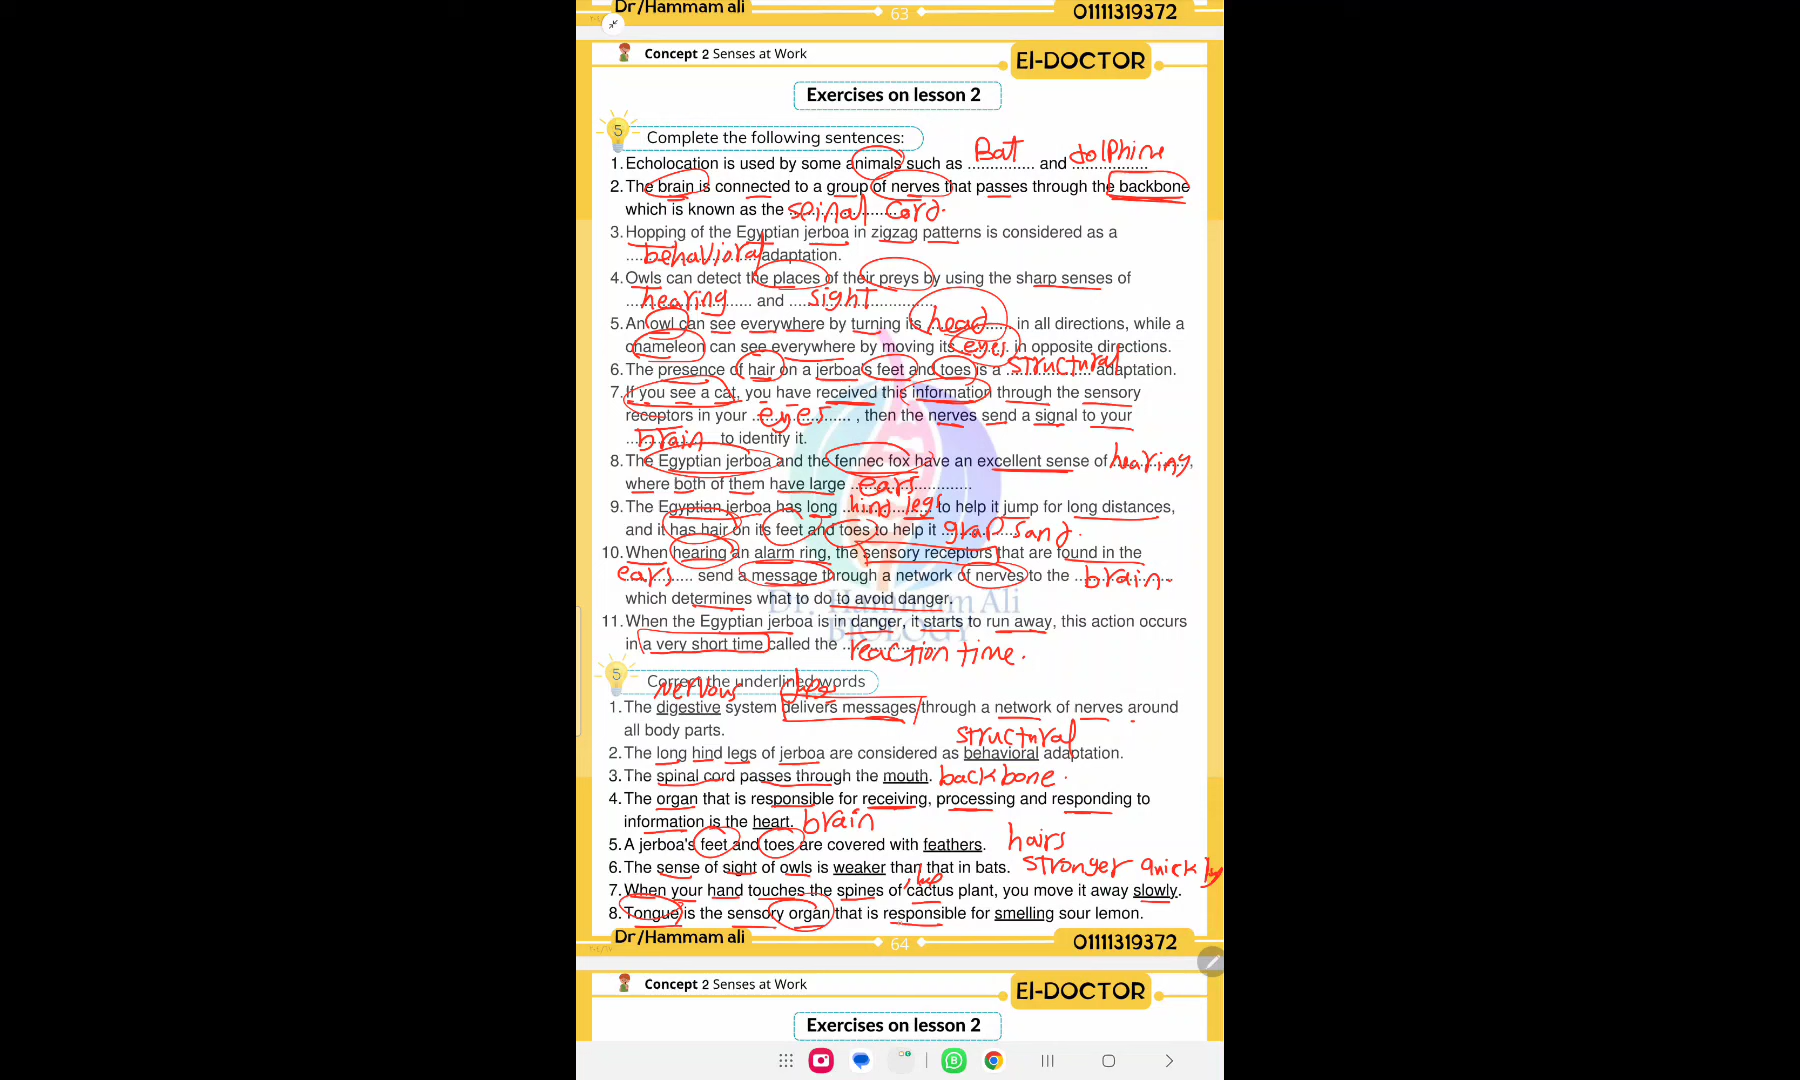 Dr/Hammam ali 63 01111319372
Concept 2 Senses at Work El-DOCTOR
Exercises on lesson 2
5 Complete the following sentences:
1. Echolocation is used by some animals such as Bat and dolphine
2. The brain is connected to a group of nerves that passes through the backbone
which is known as the spinal cord.
3. Hopping of the Egyptian jerboa in zigzag patterns is considered as a
behavioral adaptation.
4. Owls can detect the places of their preys by using the sharp senses of
hearing and sight
5. An owl can see everywhere by turning its head in all directions, while a
chameleon can see everywhere by moving its eyes in opposite directions.
6. The presence of hair on a jerboa's feet and toes is a structural adaptation.
7. If you see a cat, you have received this information through the sensory
receptors in your eyes, then the nerves send a signal to your
brain to identify it.
8. The Egyptian jerboa and the fennec fox have an excellent sense of hearing,
where both of them have large ears
9. The Egyptian jerboa has long hind legs to help it jump for long distances,
and it has hair on its feet and toes to help it grap sand.
10. When hearing an alarm ring, the sensory receptors that are found in the
ears send a message through a network of nerves to the brain
which determines what to do to avoid danger.
Dr. Hammam Ali
BIOLOGY
11. When the Egyptian jerboa is in danger, it starts to run away, this action occurs
in a very short time called the reaction time.
5 Correct the underlined words
nervous
1. The digestive system delivers messages through a network of nerves around
all body parts.
structural
2. The long hind legs of jerboa are considered as behavioral adaptation.
3. The spinal cord passes through the mouth. backbone.
4. The organ that is responsible for receiving, processing and responding to
information is the heart. brain
5. A jerboa's feet and toes are covered with feathers. hairs
6. The sense of sight of owls is weaker than that in bats. stronger quickly
7. When your hand touches the spines of cactus plant, you move it away slowly.
8. Tongue is the sensory organ that is responsible for smelling sour lemon.
Dr/Hammam ali 64 01111319372
Concept 2 Senses at Work El-DOCTOR
Exercises on lesson 2